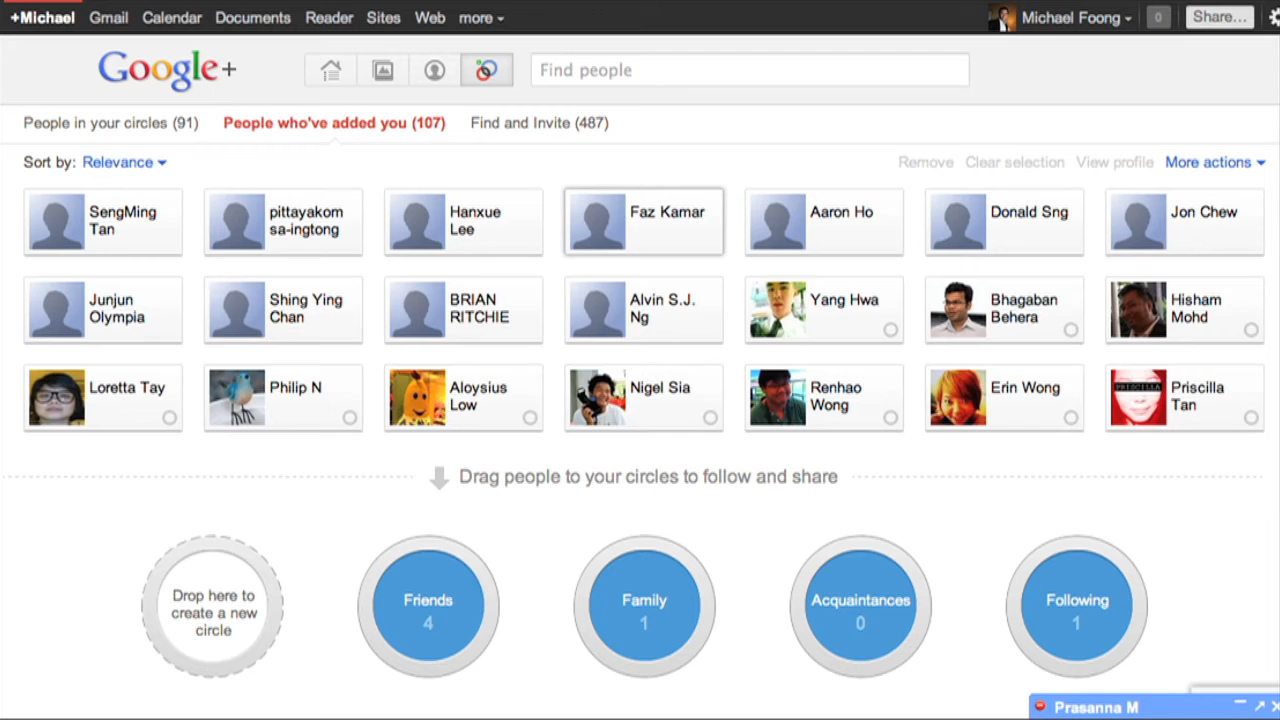 +Michael Gmail Calendar Documents Reader Sites Web more Michael Foong 0 Share...
Google+ Find people
People in your circles (91) People who've added you (107) Find and Invite (487)
Sort by: Relevance Remove Clear selection View profile More actions
SengMing Tan
pittayakom sa-ingtong
Hanxue Lee
Faz Kamar
Aaron Ho
Donald Sng
Jon Chew
Junjun Olympia
Shing Ying Chan
BRIAN RITCHIE
Alvin S.J. Ng
Yang Hwa
Bhagaban Behera
Hisham Mohd
Loretta Tay
Philip N
Aloysius Low
Nigel Sia
Renhao Wong
Erin Wong
PRISCILLA
Priscilla Tan
Drag people to your circles to follow and share
Drop here to
create a new
circle
Friends
4
Family
1
Acquaintances
0
Following
1
Prasanna M